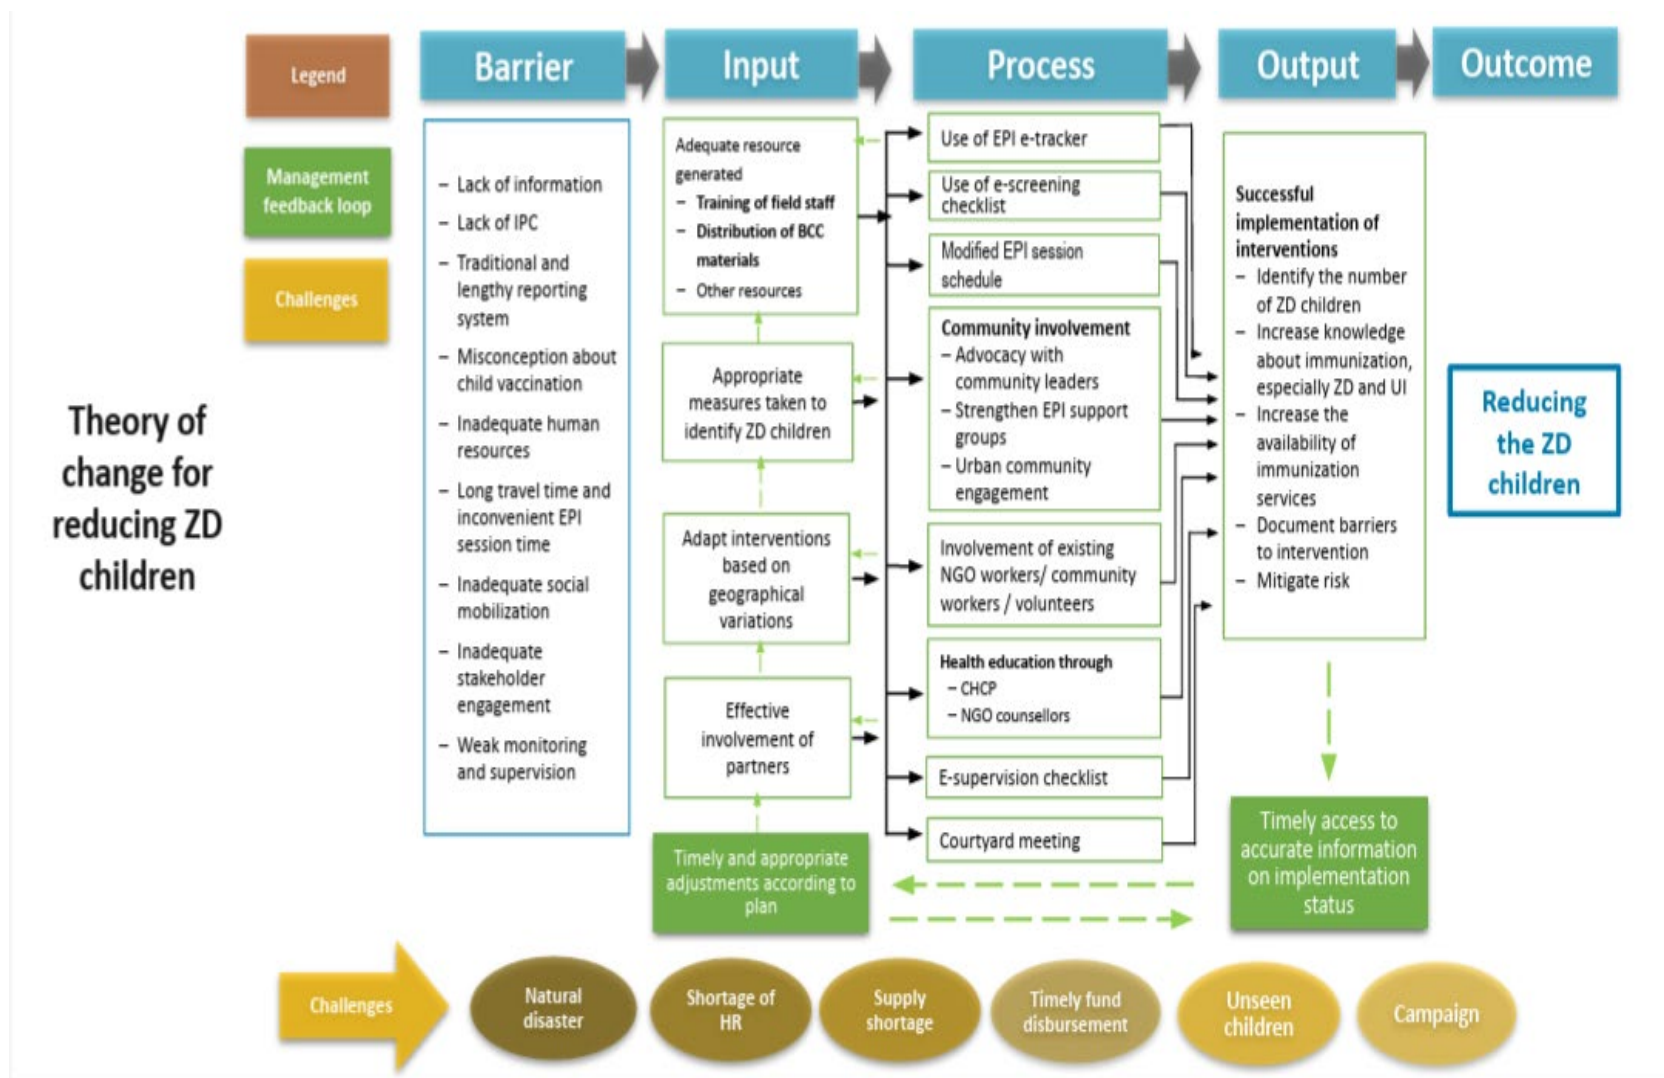 Theory of
change for
reducing ZD
children
Legend
Management
feedback loop
Challenges
Barrier
– Lack of information
– Lack of IPC
– Traditional and
lengthy reporting
system
– Misconception about
child vaccination
– Inadequate human
resources
– Long travel time and
inconvenient EPI
session time
– Inadequate social
mobilization
– Inadequate
stakeholder
engagement
– Weak monitoring
and supervision
Input
Adequate resource
generated
– Training of field staff
– Distribution of BCC
materials
– Other resources
Appropriate
measures taken to
identify ZD children
Adapt interventions
based on
geographical
variations
Effective
involvement of
partners
Timely and appropriate
adjustments according to
plan
Process
Use of EPI e-tracker
Use of e-screening
checklist
Modified EPI session
schedule
Community involvement
– Advocacy with
community leaders
– Strengthen EPI support
groups
– Urban community
engagement
Involvement of existing
NGO workers/ community
workers / volunteers
Health education through
– CHCP
– NGO counsellors
E-supervision checklist
Courtyard meeting
Output
Successful
implementation of
interventions
– Identify the number
of ZD children
– Increase knowledge
about immunization,
especially ZD and UI
– Increase the
availability of
immunization
services
– Document barriers
to intervention
– Mitigate risk
Timely access to
accurate information
on implementation
status
Outcome
Reducing
the ZD
children
Challenges
Natural
disaster
Shortage of
HR
Supply
shortage
Timely fund
disbursement
Unseen
children
Campaign